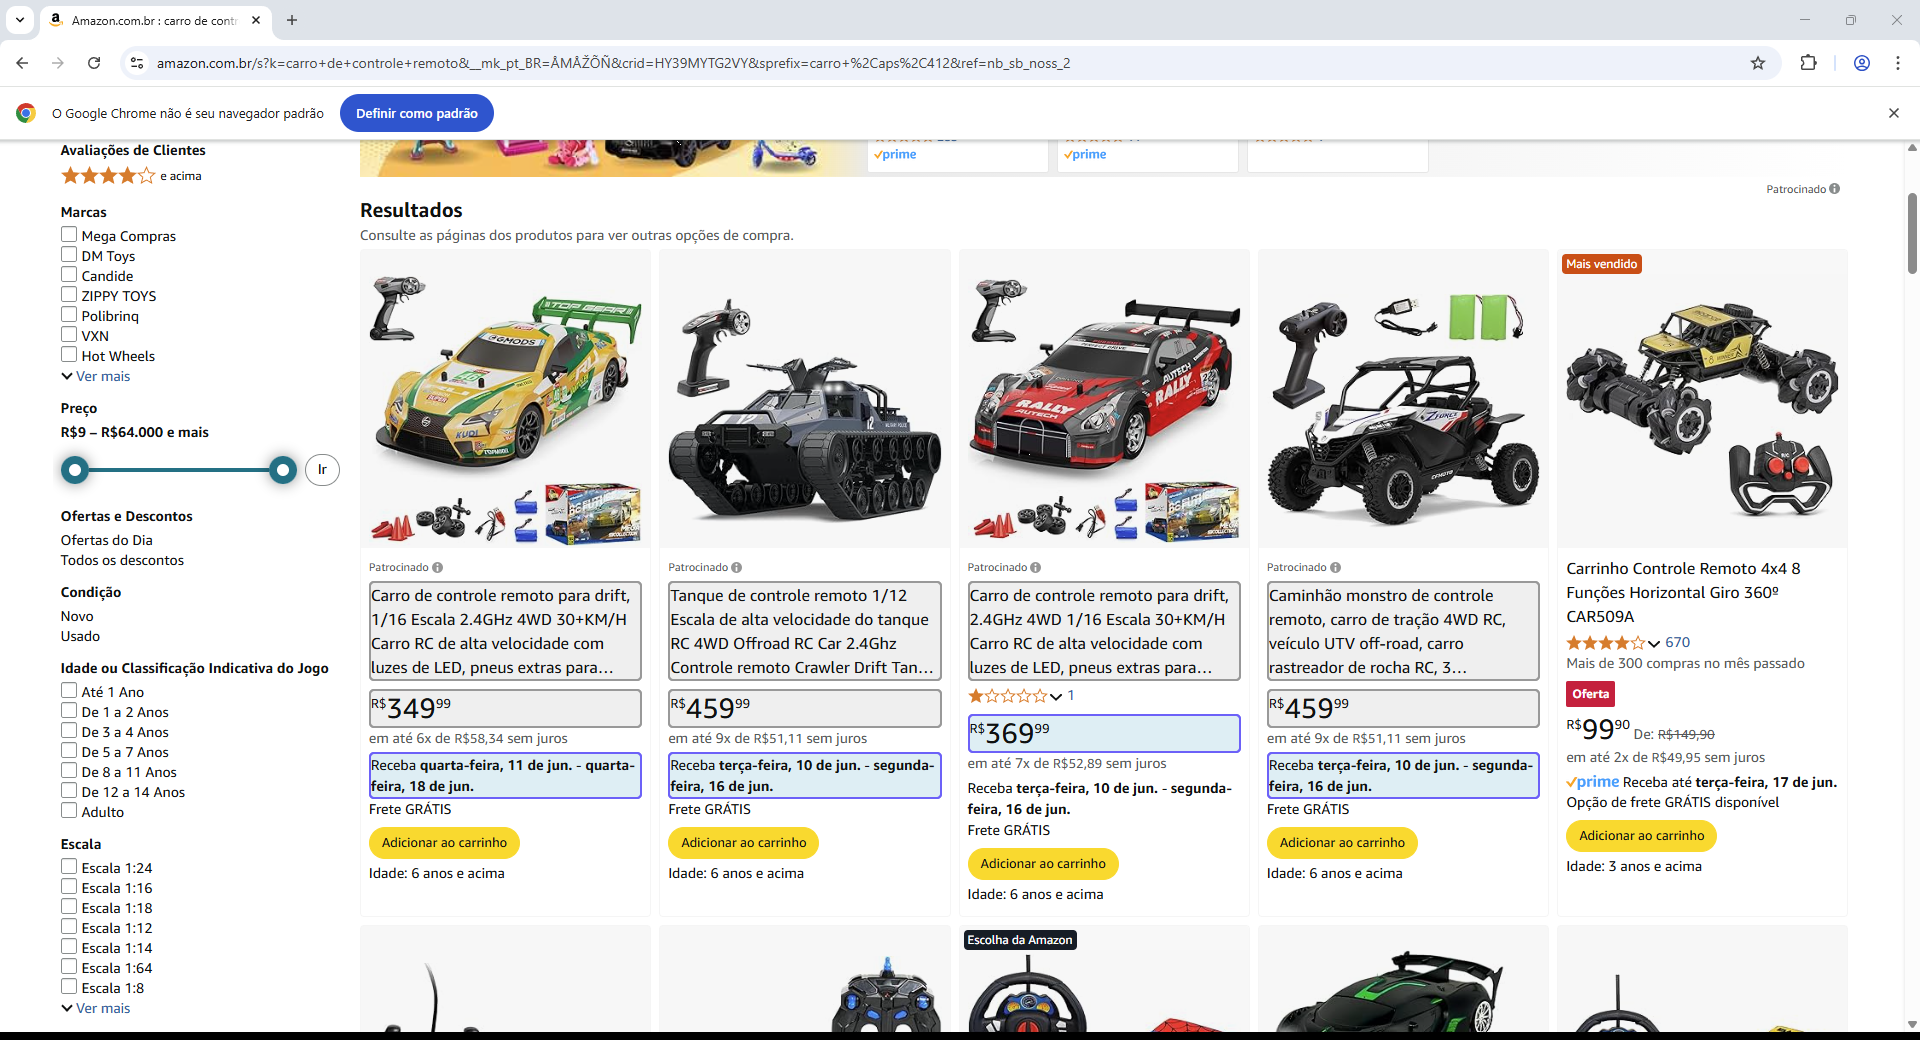 Amazon.com.br : carro de cont
amazon.com.br/s?k=carro+de+controle+remoto&__mk_pt_BR=ÅMÅŽÕÑ&crid=HY39MYTG2VY&sprefix=carro+%2Caps%2C412&ref=nb_sb_noss_2
O Google Chrome não é seu navegador padrão
Definir como padrão
Avaliações de Clientes
e acima
Marcas
Mega Compras
DM Toys
Candide
ZIPPY TOYS
Polibrinq
VXN
Hot Wheels
Ver mais
Preço
R$9 – R$64.000 e mais
Ir
Ofertas e Descontos
Ofertas do Dia
Todos os descontos
Condição
Novo
Usado
Idade ou Classificação Indicativa do Jogo
Até 1 Ano
De 1 a 2 Anos
De 3 a 4 Anos
De 5 a 7 Anos
De 8 a 11 Anos
De 12 a 14 Anos
Adulto
Escala
Escala 1:24
Escala 1:16
Escala 1:18
Escala 1:12
Escala 1:14
Escala 1:64
Escala 1:8
Ver mais
prime
prime
Patrocinado
Resultados
Consulte as páginas dos produtos para ver outras opções de compra.
TOP GEAR
GMODS
KUDI
Patrocinado
Carro de controle remoto para drift,
1/16 Escala 2.4GHz 4WD 30+KM/H
Carro RC de alta velocidade com
luzes de LED, pneus extras para...
R$34999
em até 6x de R$58,34 sem juros
Receba quarta-feira, 11 de jun. - quarta-
feira, 18 de jun.
Frete GRÁTIS
Adicionar ao carrinho
Idade: 6 anos e acima
12
Patrocinado
Tanque de controle remoto 1/12
Escala de alta velocidade do tanque
RC 4WD Offroad RC Car 2.4Ghz
Controle remoto Crawler Drift Tan...
R$45999
em até 9x de R$51,11 sem juros
Receba terça-feira, 10 de jun. - segunda-
feira, 16 de jun.
Frete GRÁTIS
Adicionar ao carrinho
Idade: 6 anos e acima
AUTECH
RALLY
RALLY
AUTECH
Patrocinado
Carro de controle remoto para drift,
2.4GHz 4WD 1/16 Escala 30+KM/H
Carro RC de alta velocidade com
luzes de LED, pneus extras para...
1
R$36999
em até 7x de R$52,89 sem juros
Receba terça-feira, 10 de jun. - segunda-
feira, 16 de jun.
Frete GRÁTIS
Adicionar ao carrinho
Idade: 6 anos e acima
Patrocinado
Caminhão monstro de controle
remoto, carro de tração 4WD RC,
veículo UTV off-road, carro
rastreador de rocha RC, 3...
R$45999
em até 9x de R$51,11 sem juros
Receba terça-feira, 10 de jun. - segunda-
feira, 16 de jun.
Frete GRÁTIS
Adicionar ao carrinho
Idade: 6 anos e acima
Mais vendido
Carrinho Controle Remoto 4x4 8
Funções Horizontal Giro 360º
CAR509A
670
Mais de 300 compras no mês passado
Oferta
R$9990 De: R$149,90
em até 2x de R$49,95 sem juros
prime Receba até terça-feira, 17 de jun.
Opção de frete GRÁTIS disponível
Adicionar ao carrinho
Idade: 3 anos e acima
Escolha da Amazon